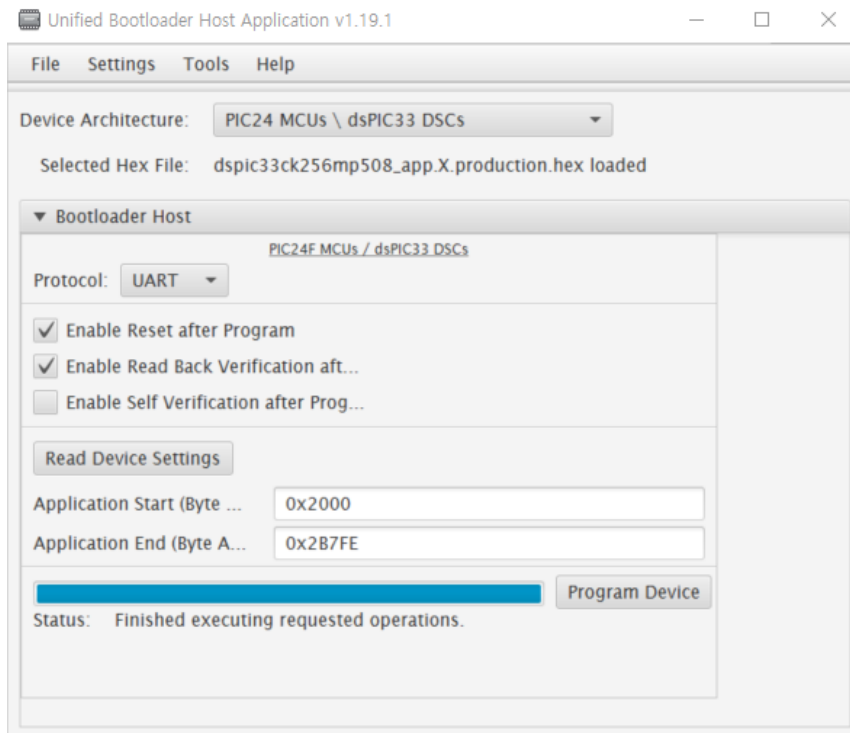 Unified Bootloader Host Application v1.19.1
File Settings Tools Help
Device Architecture: PIC24 MCUs \ dsPIC33 DSCs
Selected Hex File: dspic33ck256mp508_app.X.production.hex loaded
Bootloader Host
PIC24F MCUs / dsPIC33 DSCs
Protocol: UART
Enable Reset after Program
Enable Read Back Verification aft...
Enable Self Verification after Prog...
Read Device Settings
Application Start (Byte ... 0x2000
Application End (Byte A... 0x2B7FE
Program Device
Status: Finished executing requested operations.